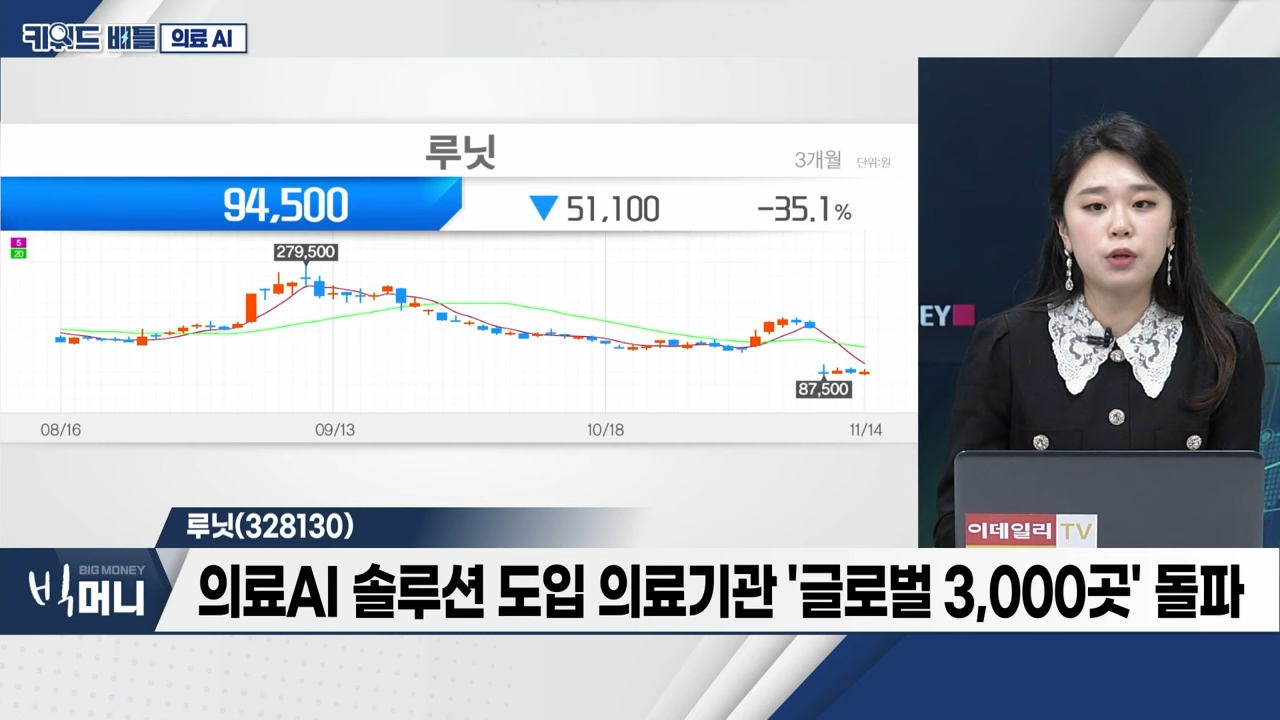 키워드 배틀 의료 AI
루닛
3개월 단위:원
94,500 ▼ 51,100 -35.1%
5
20
279,500
87,500
08/16 09/13 10/18 11/14
EY
루닛(328130)
이데일리 TV
BIG MONEY
빅머니
의료AI 솔루션 도입 의료기관 '글로벌 3,000곳' 돌파